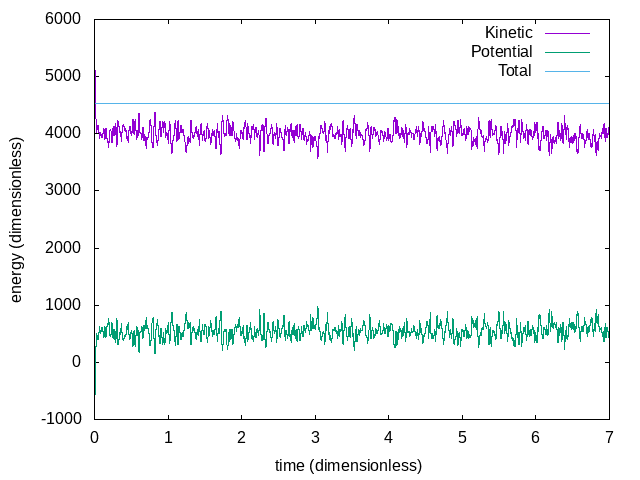 6000
5000
4000
3000
2000
1000
0
-1000
energy (dimensionless)
Kinetic
Potential
Total
0 1 2 3 4 5 6 7
time (dimensionless)